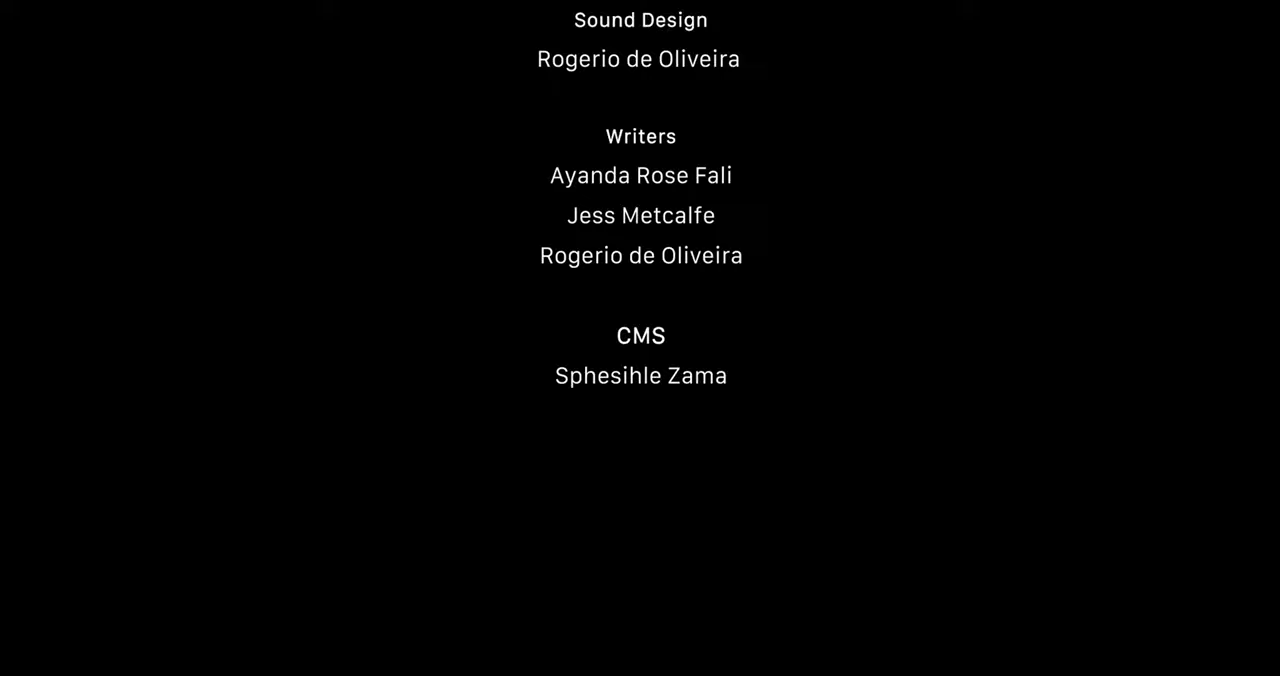 Sound Design
Rogerio de Oliveira
Writers
Ayanda Rose Fali
Jess Metcalfe
Rogerio de Oliveira
CMS
Sphesihle Zama